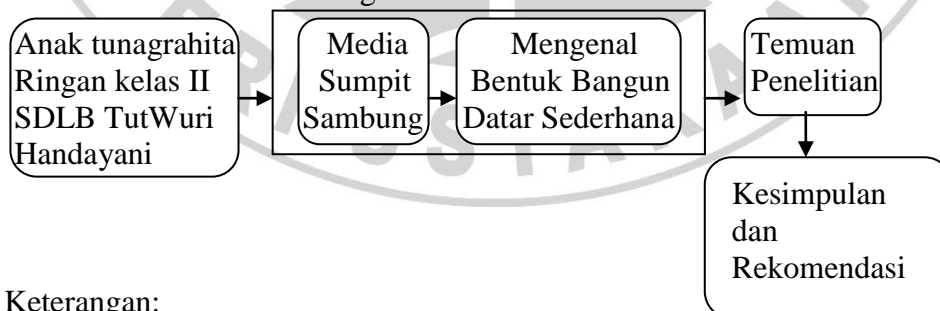 Anak tunagrahita
Ringan kelas II
SDLB TutWuri
Handayani
Media
Sumpit
Sambung
Mengenal
Bentuk Bangun
Datar Sederhana
Temuan
Penelitian
Kesimpulan
dan
Rekomendasi
Keterangan: